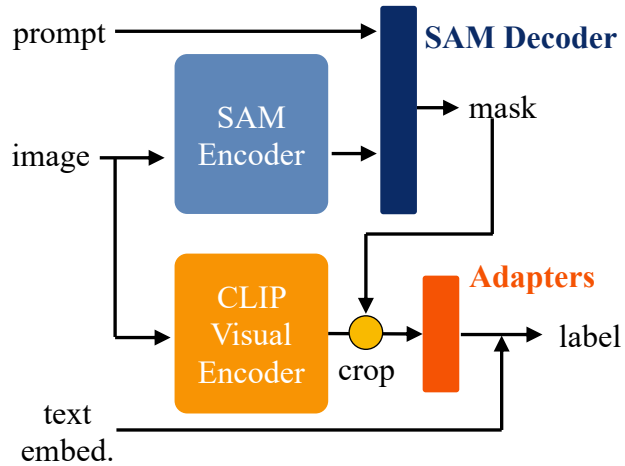 prompt
SAM Decoder
SAM
Encoder
mask
image
CLIP
Visual
Encoder
Adapters
crop
label
text
embed.